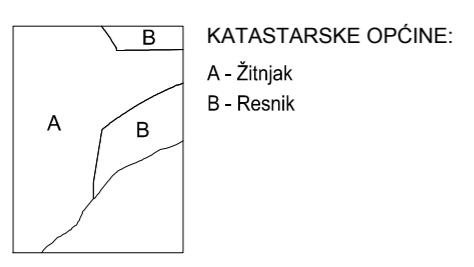 B
A
B
KATASTARSKE OPĆINE:
A - Žitnjak
B - Resnik